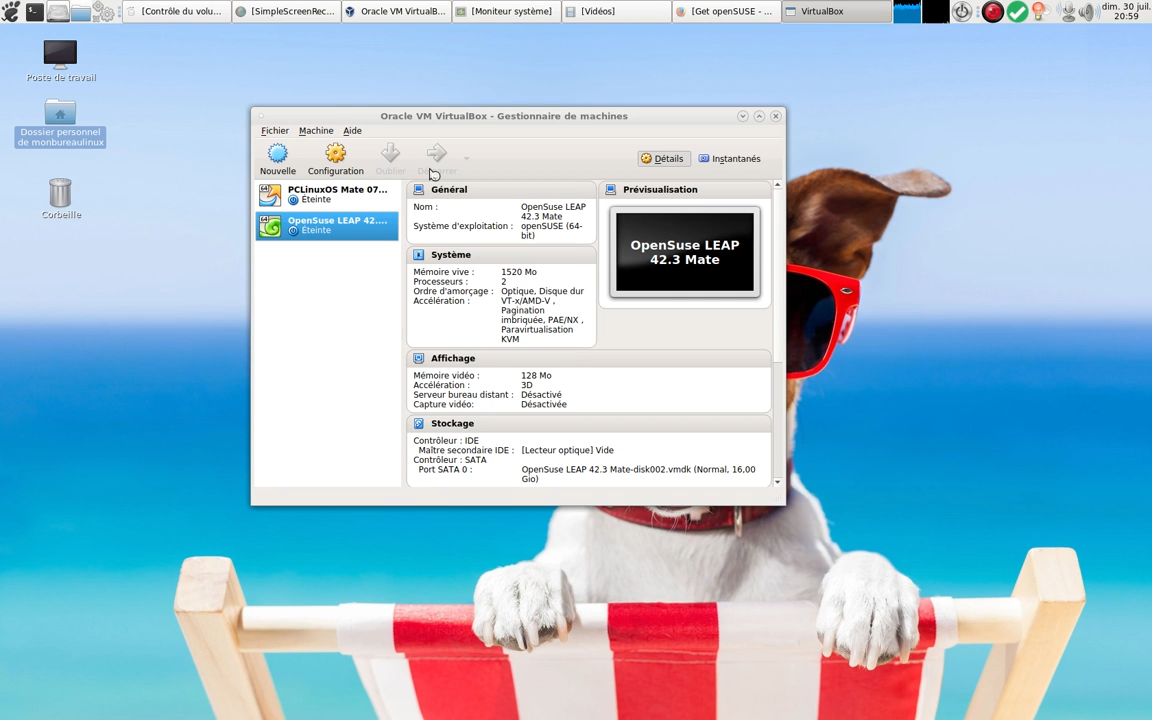 [Contrôle du volu...
[SimpleScreenRec...
Oracle VM VirtualB...
[Moniteur système]
[Vidéos]
[Get openSUSE - ...
VirtualBox
dim. 30 juil.
20:59
Poste de travail
Dossier personnel
de monbureaulinux
Corbeille
Oracle VM VirtualBox - Gestionnaire de machines
Fichier
Machine
Aide
Nouvelle
Configuration
Oublier
Détails
Instantanés
64
PCLinuxOS Mate 07...
Éteinte
64
OpenSuse LEAP 42....
Éteinte
Général
Nom :
OpenSuse LEAP
42.3 Mate
Système d'exploitation :
openSUSE (64-
bit)
Système
Mémoire vive :
1520 Mo
Processeurs :
2
Ordre d'amorçage :
Optique, Disque dur
Accélération :
VT-x/AMD-V ,
Pagination
imbriquée, PAE/NX ,
Paravirtualisation
KVM
Prévisualisation
OpenSuse LEAP
42.3 Mate
Affichage
Mémoire vidéo :
128 Mo
Accélération :
3D
Serveur bureau distant :
Désactivé
Capture vidéo:
Désactivée
Stockage
Contrôleur : IDE
Maître secondaire IDE :
[Lecteur optique] Vide
Contrôleur : SATA
Port SATA 0 :
OpenSuse LEAP 42.3 Mate-disk002.vmdk (Normal, 16,00
Gio)